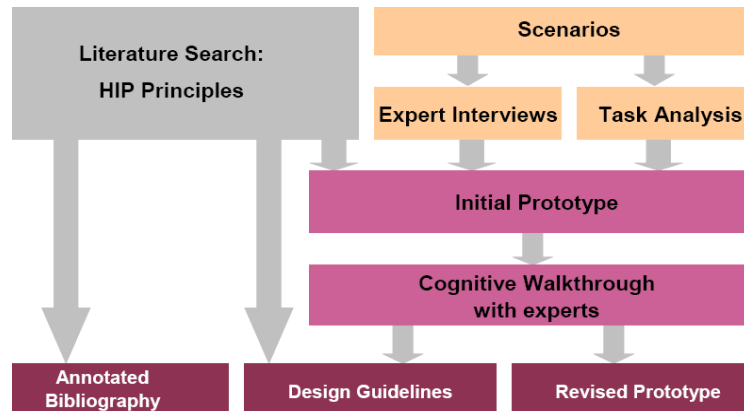 Literature Search:
HIP Principles
Scenarios
Expert Interviews
Task Analysis
Initial Prototype
Cognitive Walkthrough
with experts
Annotated
Bibliography
Design Guidelines
Revised Prototype